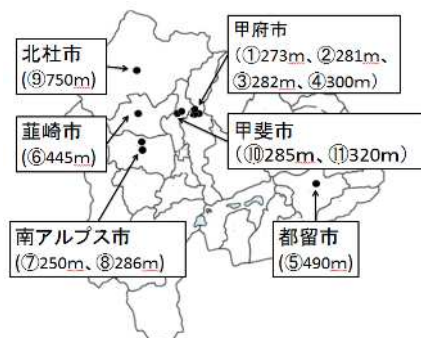 北杜市
(⑨750m)
韮崎市
(⑥445m)
南アルプス市
(⑦250m、⑧286m)
甲府市
(①273m、②281m、
③282m、④300m)
甲斐市
(⑩285m、⑪320m)
都留市
(⑤490m)